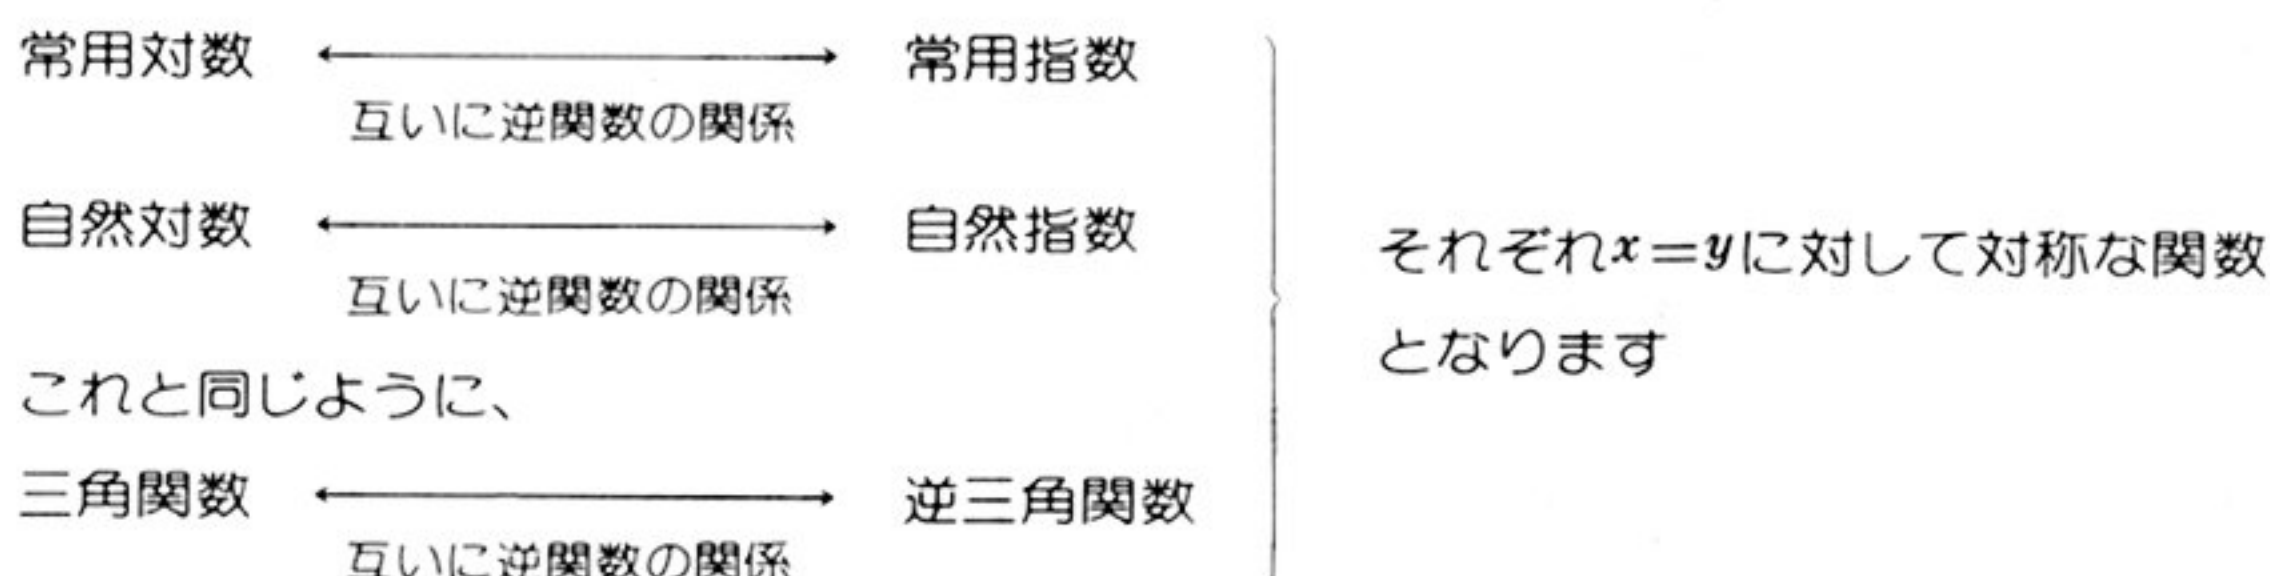 常用対数 ←→ 常用指数
互いに逆関数の関係
自然対数 ←→ 自然指数
互いに逆関数の関係
これと同じように、
三角関数 ←→ 逆三角関数
互いに逆関数の関係
それぞれx=yに対して対称な関数
となります